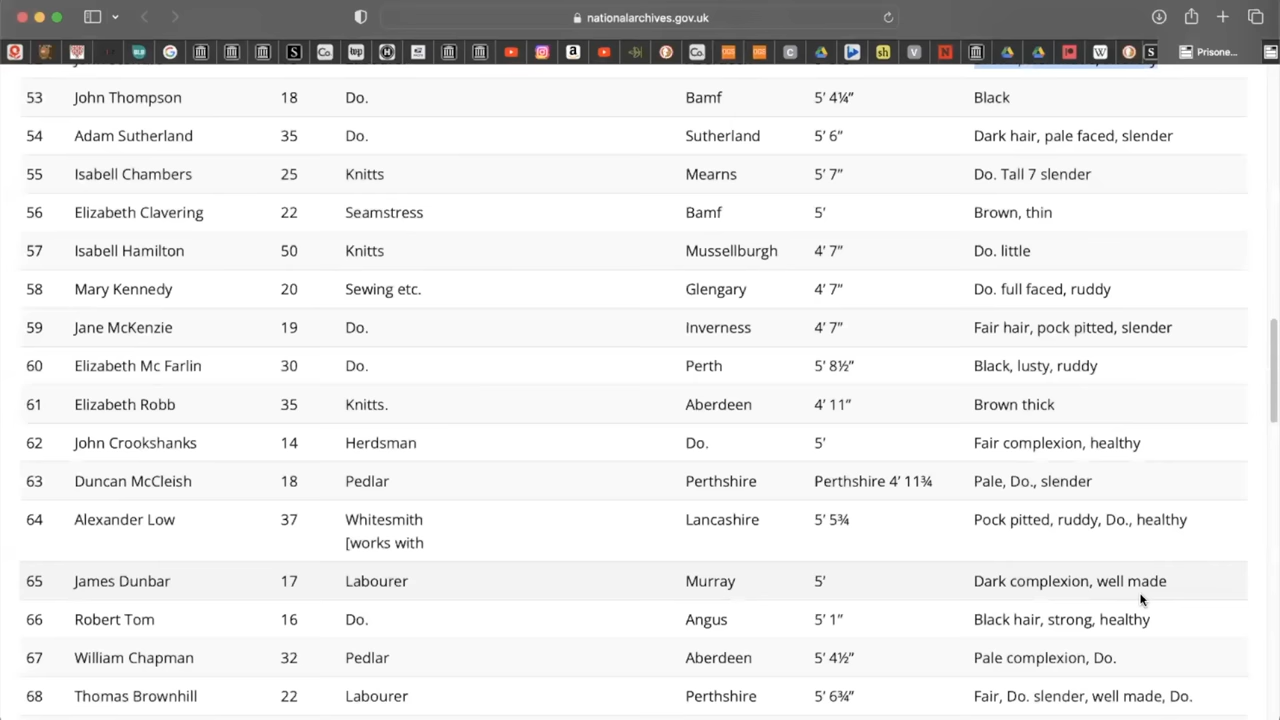 nationalarchives.gov.uk
Prisone...
53 John Thompson 18 Do. Bamf 5' 4¼" Black
54 Adam Sutherland 35 Do. Sutherland 5' 6" Dark hair, pale faced, slender
55 Isabell Chambers 25 Knitts Mearns 5' 7" Do. Tall 7 slender
56 Elizabeth Clavering 22 Seamstress Bamf 5' Brown, thin
57 Isabell Hamilton 50 Knitts Mussellburgh 4' 7" Do. little
58 Mary Kennedy 20 Sewing etc. Glengary 4' 7" Do. full faced, ruddy
59 Jane McKenzie 19 Do. Inverness 4' 7" Fair hair, pock pitted, slender
60 Elizabeth Mc Farlin 30 Do. Perth 5' 8½" Black, lusty, ruddy
61 Elizabeth Robb 35 Knitts. Aberdeen 4' 11" Brown thick
62 John Crookshanks 14 Herdsman Do. 5' Fair complexion, healthy
63 Duncan McCleish 18 Pedlar Perthshire Perthshire 4' 11¾ Pale, Do., slender
64 Alexander Low 37 Whitesmith Lancashire 5' 5¾ Pock pitted, ruddy, Do., healthy
[works with
65 James Dunbar 17 Labourer Murray 5' Dark complexion, well made
66 Robert Tom 16 Do. Angus 5' 1" Black hair, strong, healthy
67 William Chapman 32 Pedlar Aberdeen 5' 4½" Pale complexion, Do.
68 Thomas Brownhill 22 Labourer Perthshire 5' 6¾" Fair, Do. slender, well made, Do.